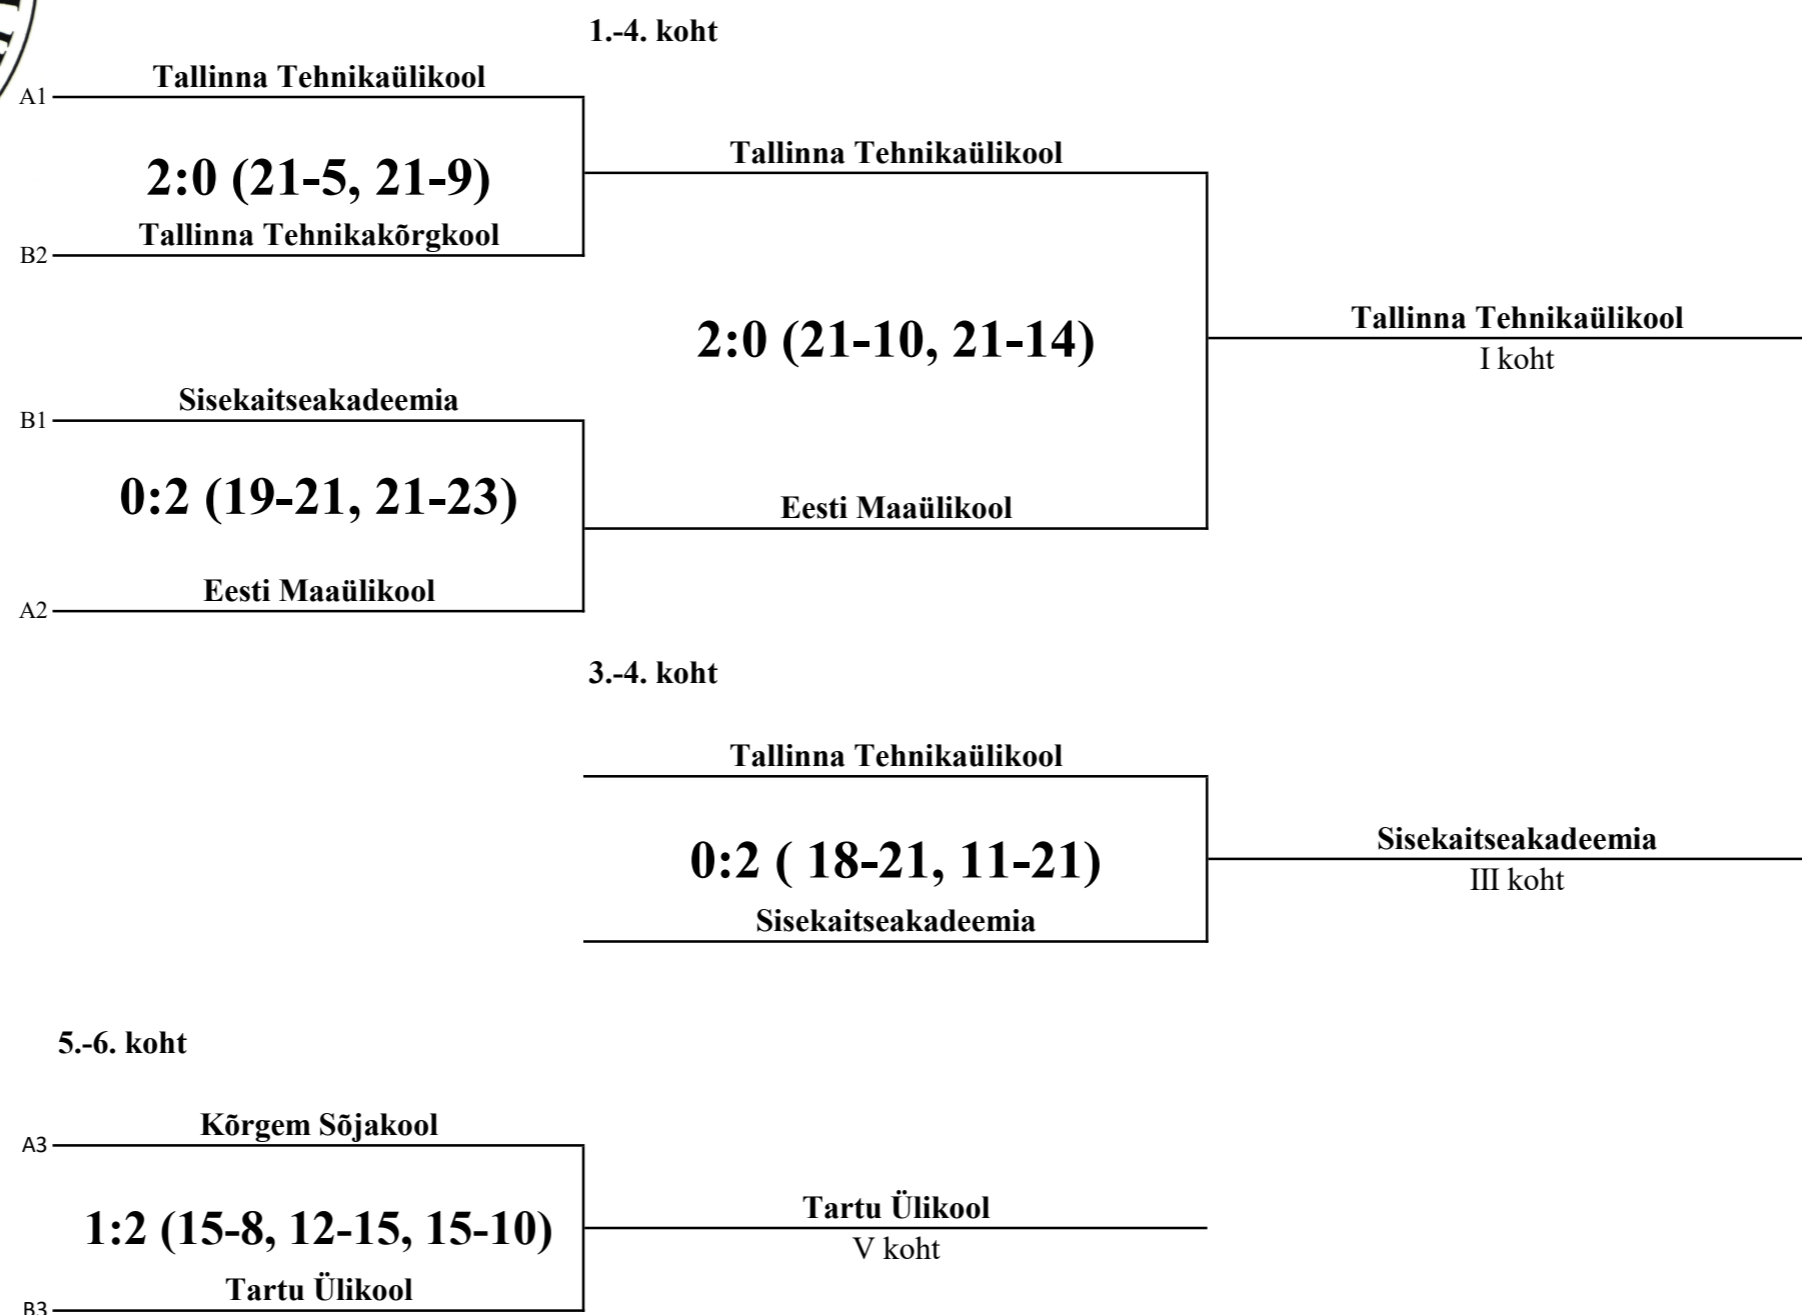 1.-4. koht
Tallinna Tehnikaülikool
A1
2:0 (21-5, 21-9)
Tallinna Tehnikaülikool
Tallinna Tehnikakõrgkool
B2
2:0 (21-10, 21-14)
Tallinna Tehnikaülikool
I koht
Sisekaitseakadeemia
B1
0:2 (19-21, 21-23)
Eesti Maaülikool
Eesti Maaülikool
A2
3.-4. koht
Tallinna Tehnikaülikool
0:2 ( 18-21, 11-21)
Sisekaitseakadeemia
III koht
Sisekaitseakadeemia
5.-6. koht
Kõrgem Sõjakool
A3
1:2 (15-8, 12-15, 15-10)
Tartu Ülikool
V koht
Tartu Ülikool
B3